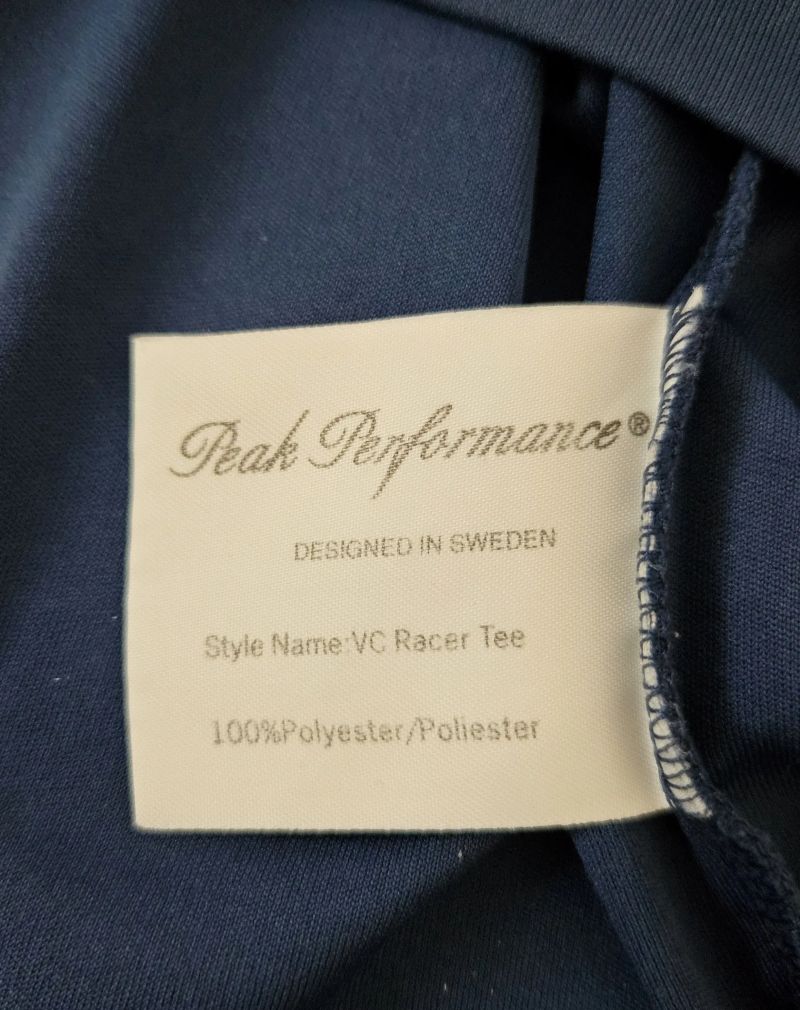 Peak Performance®
DESIGNED IN SWEDEN
Style Name:VC Racer Tee
100%Polyester/Poliester